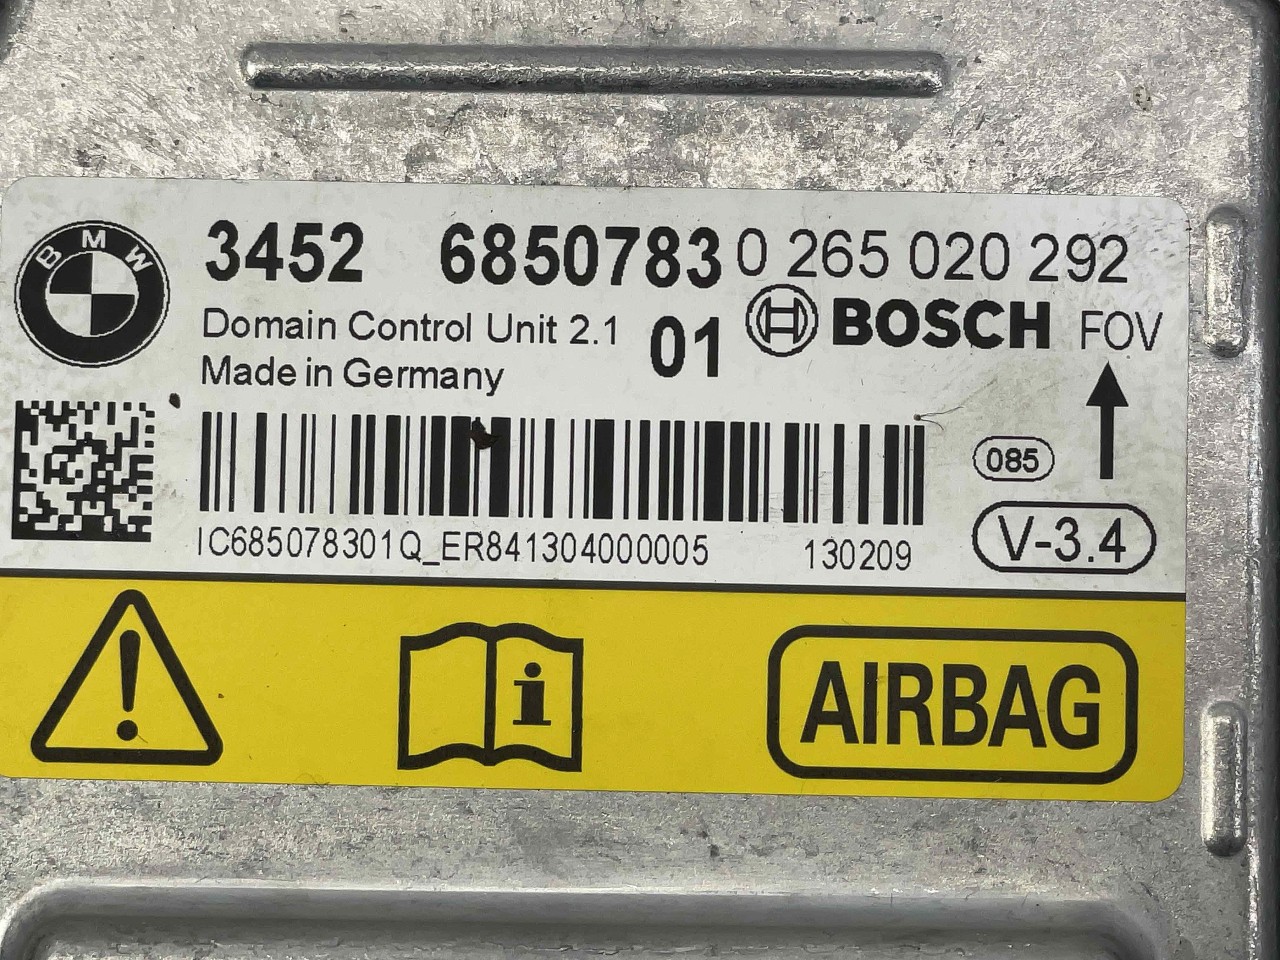 BMW
3452 6850783 0 265 020 292
Domain Control Unit 2.1 01 BOSCH FOV
Made in Germany
085
V-3.4
IC685078301Q_ER841304000005 130209
i
AIRBAG